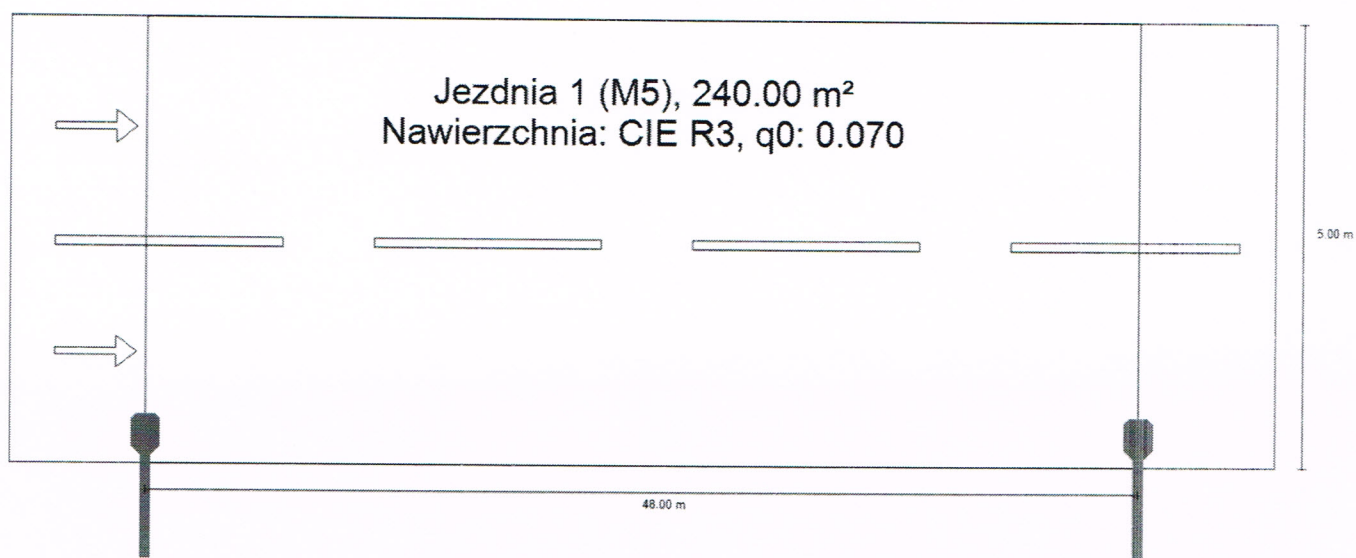 Jezdnia 1 (M5), 240.00 m²
Nawierzchnia: CIE R3, q0: 0.070
5.00 m
48.00 m